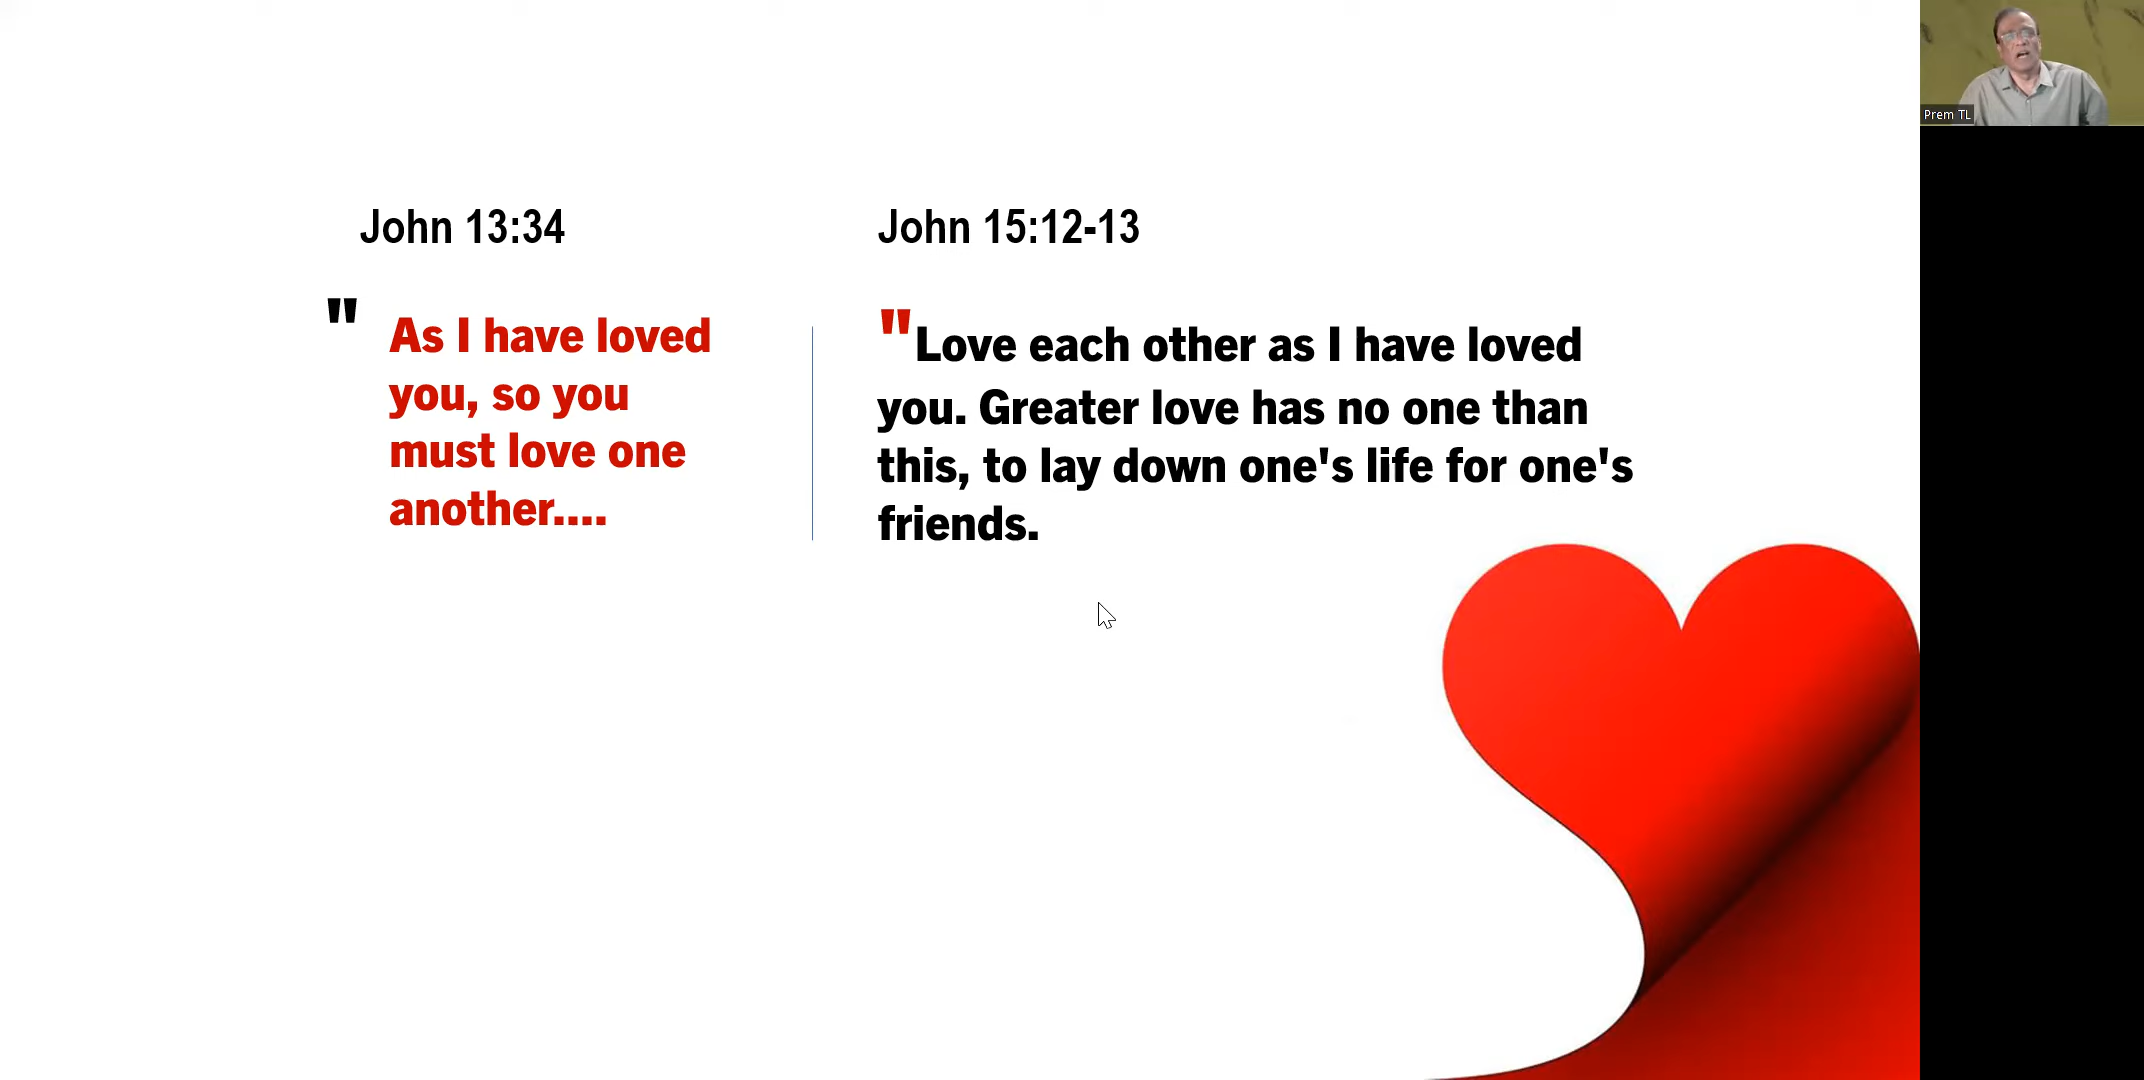 John 13:34
" As I have loved
you, so you
must love one
another....
John 15:12-13
"Love each other as I have loved
you. Greater love has no one than
this, to lay down one's life for one's
friends.
Prem TL